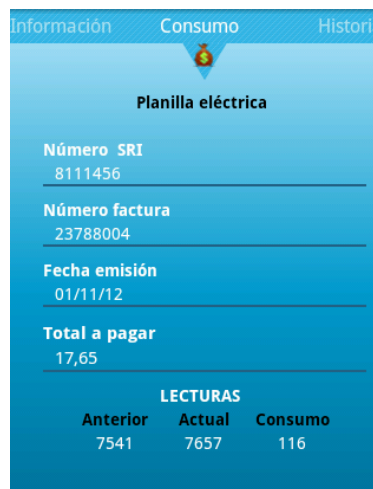 Información Consumo Histori
Planilla eléctrica
Número SRI
8111456
Número factura
23788004
Fecha emisión
01/11/12
Total a pagar
17,65
LECTURAS
Anterior Actual Consumo
7541 7657 116